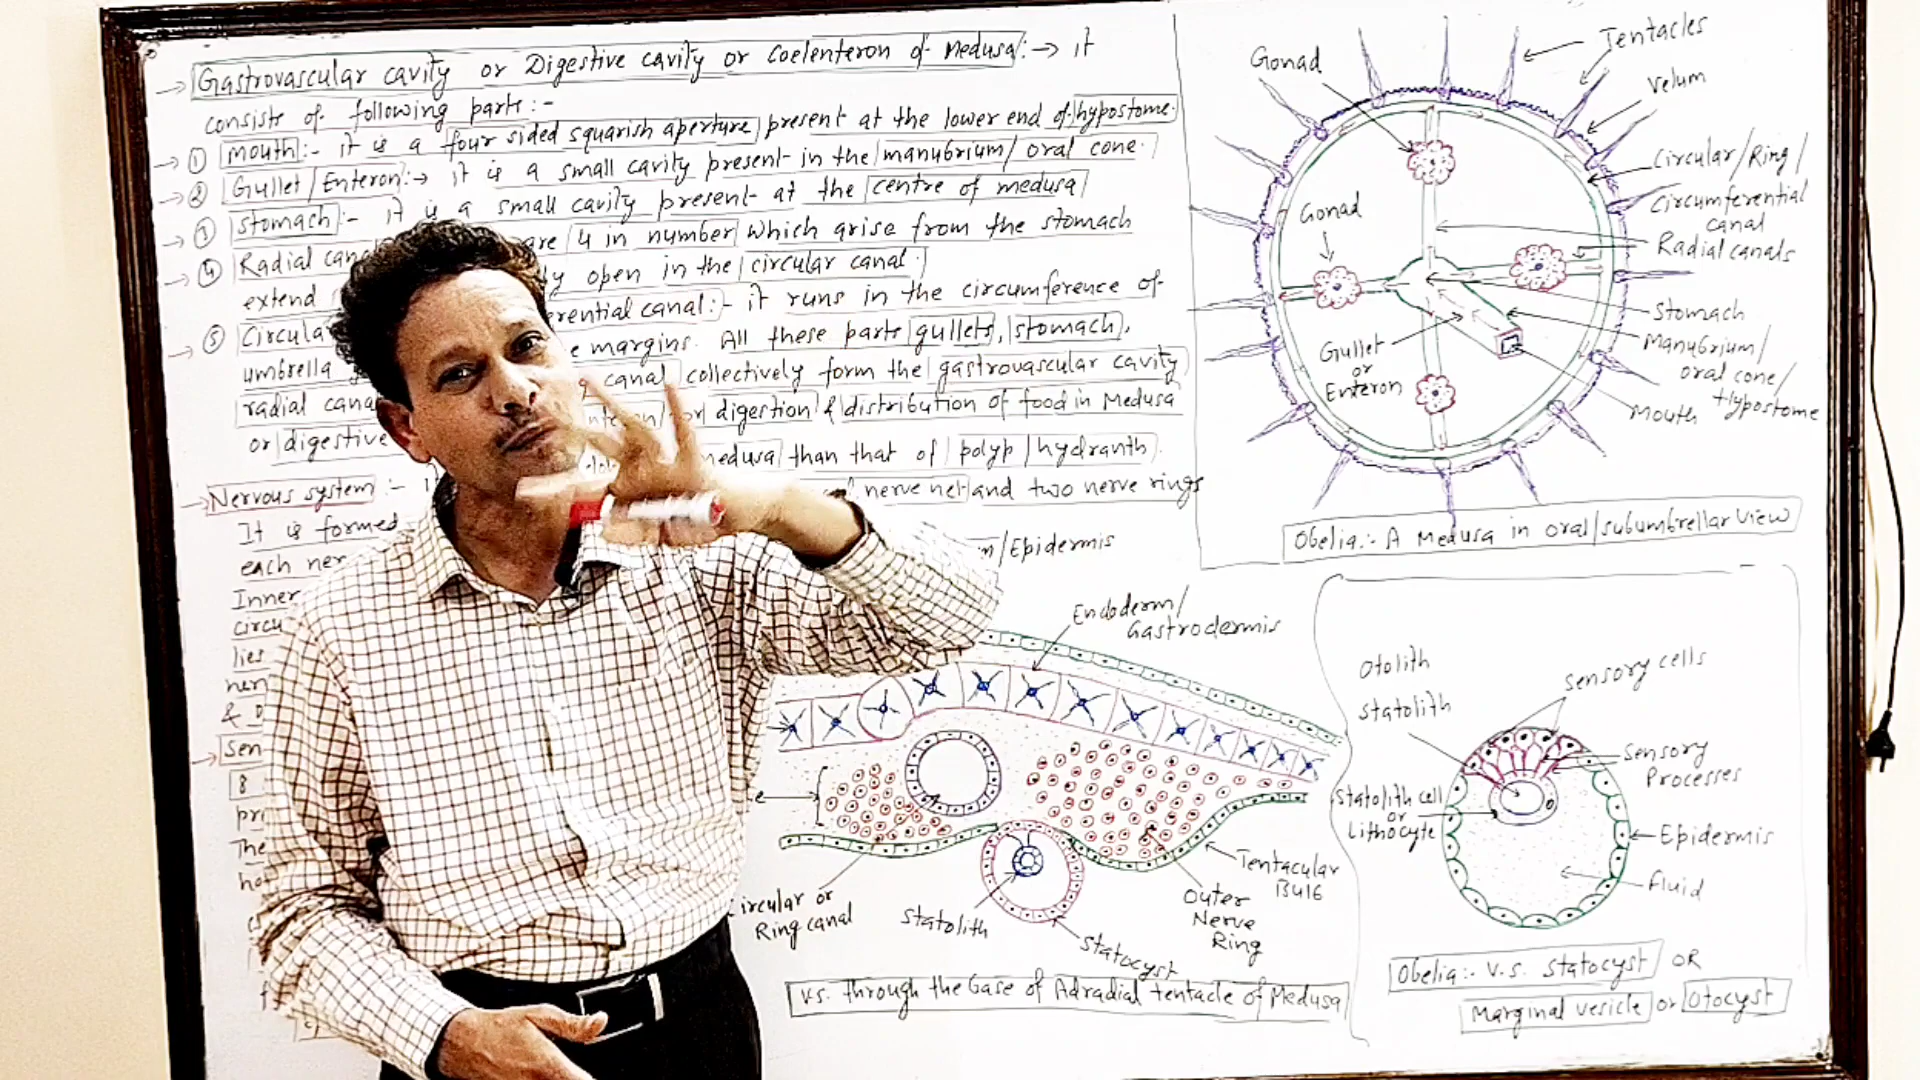 → Gastrovascular cavity or Digestive cavity or Coelenteron of Medusa:→ it
consists of following parts:-
→ ① Mouth:- it is a four sided squarish aperture present at the lower end of hypostome.
→ ② Gullet/Enteron:→ it is a small cavity present in the manubrium/oral cone.
→ ③ Stomach:- it is a small cavity present at the centre of medusa
→ ④ Radial are 4 in number which arise from the stomach
extend open in the circular canal.
→ ⑤ Circular canal:- it runs in the circumference of
umbrella margins. All these parts gullets, stomach,
radial canal collectively form the gastrovascular cavity
or digestive digestion & distribution of food in Medusa
than that of polyp/hydranth.
→ Nervous system:- nerve net and two nerve rings
It is formed /Epidermis
each
Inner
lies
&
8
The
Gonad
Tentacles
Velum
Gonad
Circular/Ring/
Circumferential
canal
Radial canals
Stomach
Gullet
or
Enteron
Manubrium/
oral cone/
Hypostome
Mouth
Obelia:- A Medusa in oral/subumbrellar view
Endoderm/
Gastrodermis
Ring canal
Statolith
Statocyst
Outer
Nerve
Ring
Tentacular
Bulb
V.S. through the Base of Adradial tentacle of Medusa
Otolith
Statolith
Sensory cells
Sensory
Processes
Statolith cell
or
Lithocyte
Epidermis
fluid
Obelia:- V.S. Statocyst OR
Marginal vesicle or Otocyst